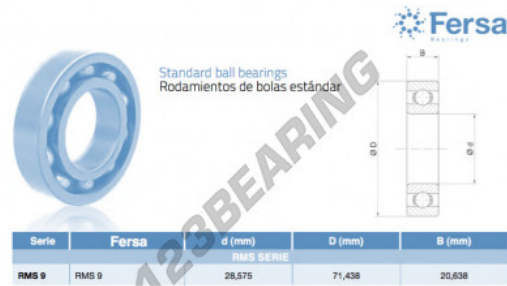 Fersa
Bearings
Standard ball bearings
Rodamientos de bolas estándar
B
Ø D
Ø d
123BEARING
Serie Fersa d (mm) D (mm) B (mm)
RMS SERIE
RMS 9 RMS 9 28,575 71,438 20,638